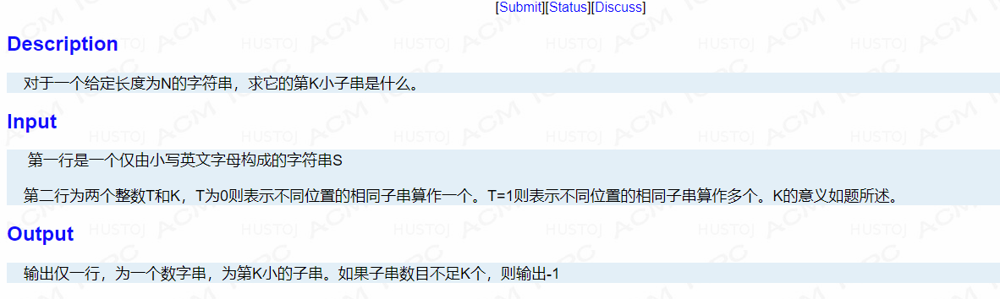 [Submit][Status][Discuss]
Description
对于一个给定长度为N的字符串，求它的第K小子串是什么。
Input
第一行是一个仅由小写英文字母构成的字符串S
第二行为两个整数T和K，T为0则表示不同位置的相同子串算作一个。T=1则表示不同位置的相同子串算作多个。K的意义如题所述。
Output
输出仅一行，为一个数字串，为第K小的子串。如果子串数目不足K个，则输出-1